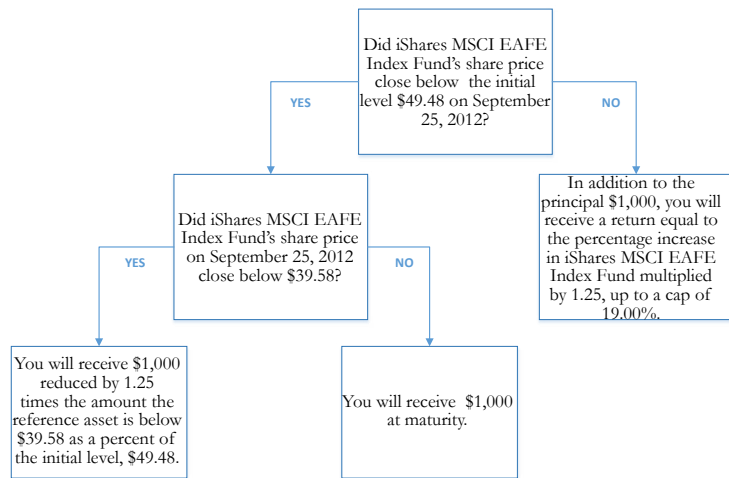 Did iShares MSCI EAFE
Index Fund’s share price
close below the initial
level $49.48 on September
25, 2012?
YES
NO
Did iShares MSCI EAFE
Index Fund’s share price
on September 25, 2012
close below $39.58?
In addition to the
principal $1,000, you will
receive a return equal to
the percentage increase
in iShares MSCI EAFE
Index Fund multiplied
by 1.25, up to a cap of
19.00%.
YES
NO
You will receive $1,000
reduced by 1.25
times the amount the
reference asset is below
$39.58 as a percent of
the initial level, $49.48.
You will receive $1,000
at maturity.